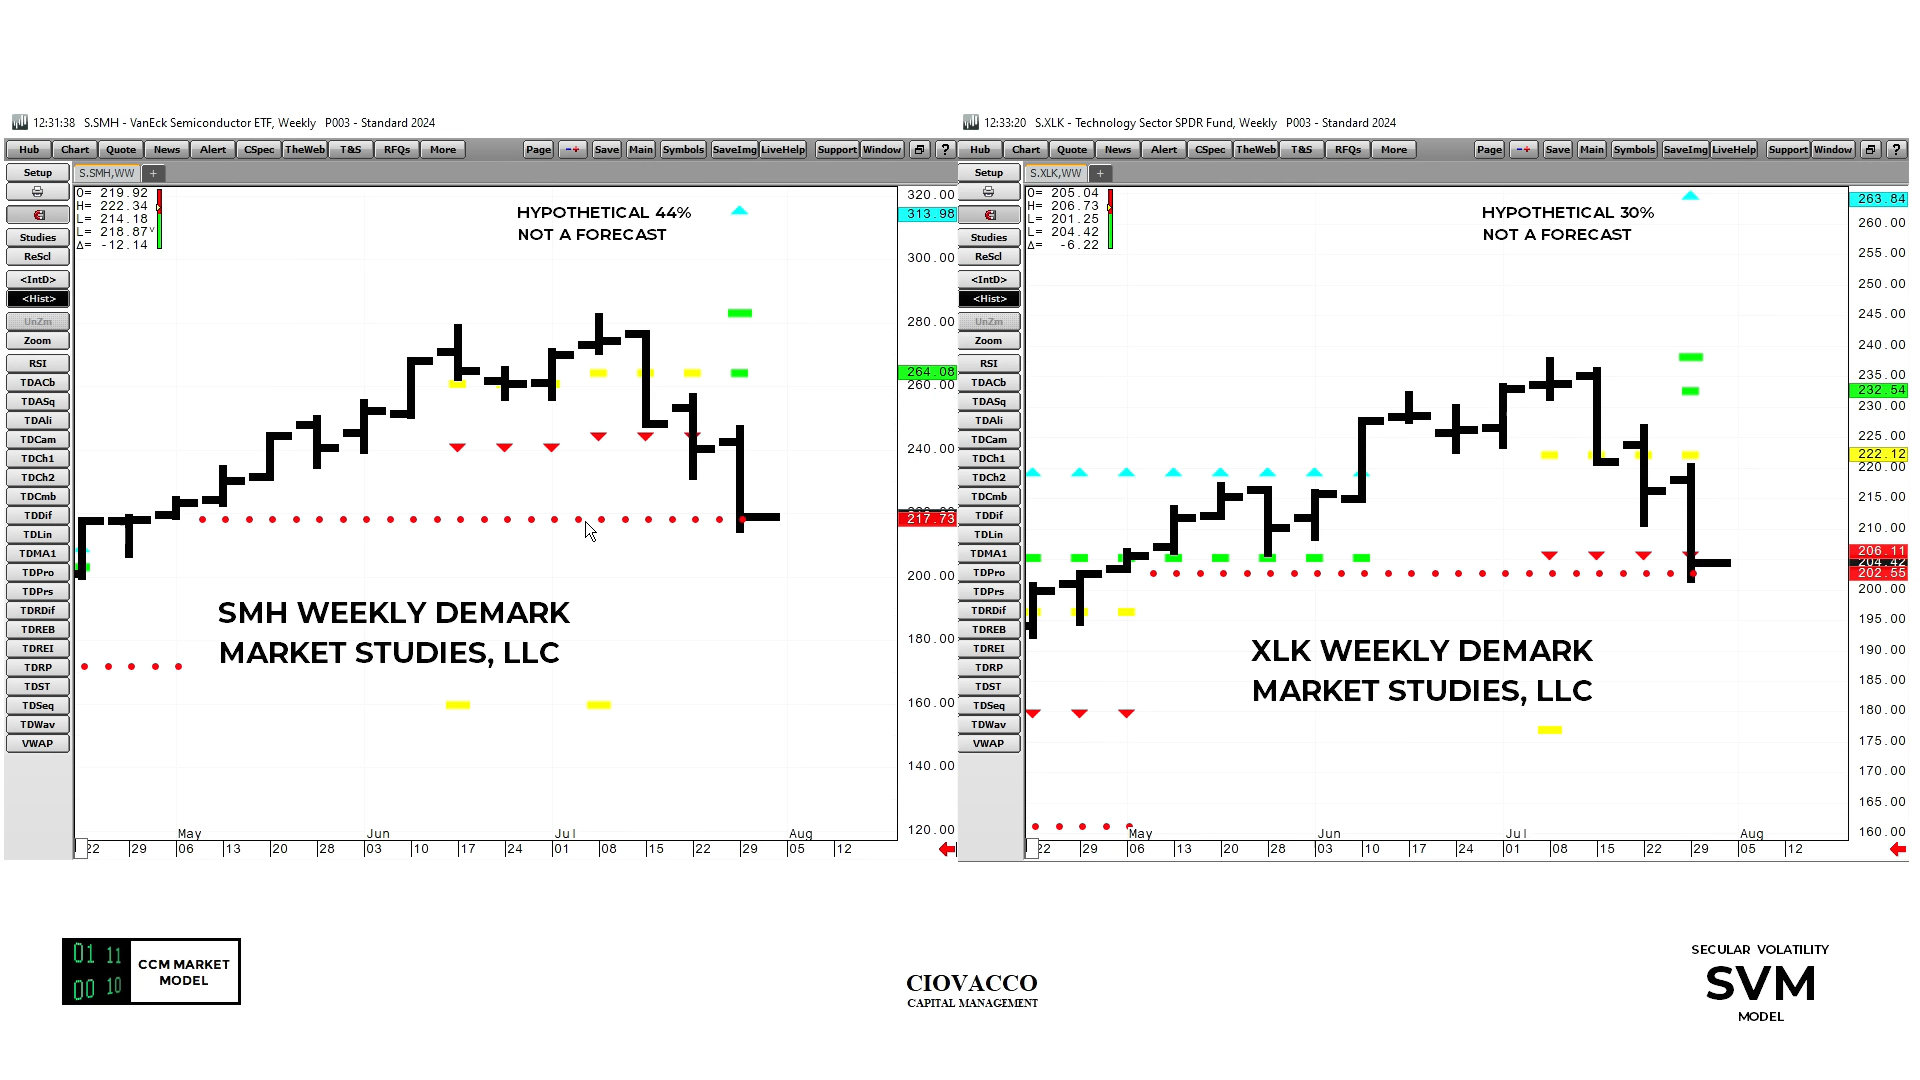 12:31:38 S.SMH - VanEck Semiconductor ETF, Weekly P003 - Standard 2024
Hub Chart Quote News Alert CSpec TheWeb T&S RFQs More Page -+ Save Main Symbols SaveImg LiveHelp Support Window ?
Setup
S.SMH,WW +
Studies
ReScl
<IntD>
<Hist>
UnZm
Zoom
RSI
TDACb
TDASq
TDAli
TDCam
TDCh1
TDCh2
TDCmb
TDDif
TDLin
TDMA1
TDPro
TDPrs
TDRDif
TDREB
TDREI
TDRP
TDST
TDSeq
TDWav
VWAP
O= 219.92
H= 222.34
L= 214.18
L= 218.87v
Δ= -12.14
HYPOTHETICAL 44%
NOT A FORECAST
SMH WEEKLY DEMARK
MARKET STUDIES, LLC
320.00
313.98
300.00
280.00
264.08
260.00
240.00
217.73
200.00
180.00
160.00
140.00
120.00
May Jun Jul Aug
22 29 06 13 20 28 03 10 17 24 01 08 15 22 29 05 12
12:33:20 S.XLK - Technology Sector SPDR Fund, Weekly P003 - Standard 2024
Hub Chart Quote News Alert CSpec TheWeb T&S RFQs More Page -+ Save Main Symbols SaveImg LiveHelp Support Window ?
Setup
S.XLK,WW +
Studies
ReScl
<IntD>
<Hist>
UnZm
Zoom
RSI
TDACb
TDASq
TDAli
TDCam
TDCh1
TDCh2
TDCmb
TDDif
TDLin
TDMA1
TDPro
TDPrs
TDRDif
TDREB
TDREI
TDRP
TDST
TDSeq
TDWav
VWAP
O= 205.04
H= 206.73
L= 201.25
L= 204.42
Δ= -6.22
HYPOTHETICAL 30%
NOT A FORECAST
XLK WEEKLY DEMARK
MARKET STUDIES, LLC
263.84
260.00
255.00
250.00
245.00
240.00
235.00
232.54
230.00
225.00
222.12
220.00
215.00
210.00
206.11
204.42
202.55
200.00
195.00
190.00
185.00
180.00
175.00
170.00
165.00
160.00
May Jun Jul Aug
22 29 06 13 20 28 03 10 17 24 01 08 15 22 29 05 12
01 11
00 10
CCM MARKET
MODEL
CIOVACCO
CAPITAL MANAGEMENT
SECULAR VOLATILITY
SVM
MODEL